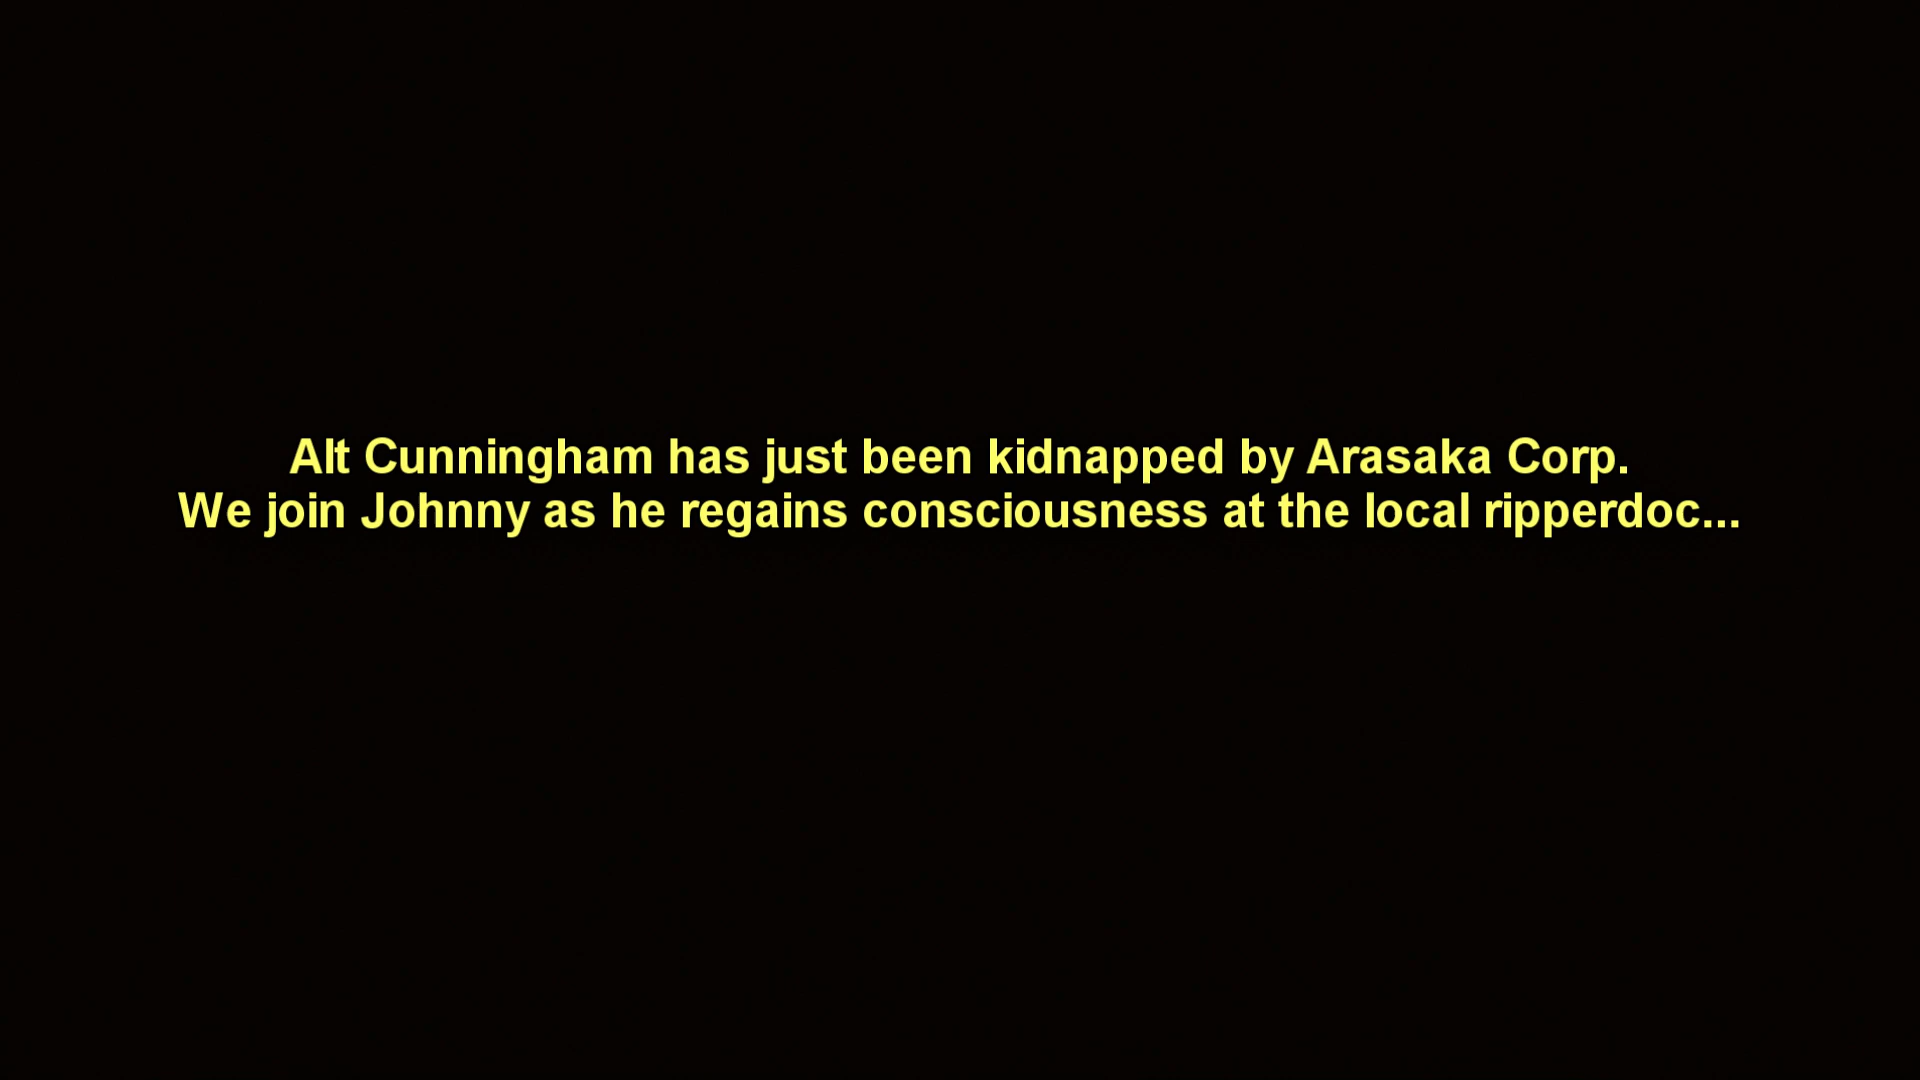 Alt Cunningham has just been kidnapped by Arasaka Corp.
We join Johnny as he regains consciousness at the local ripperdoc...